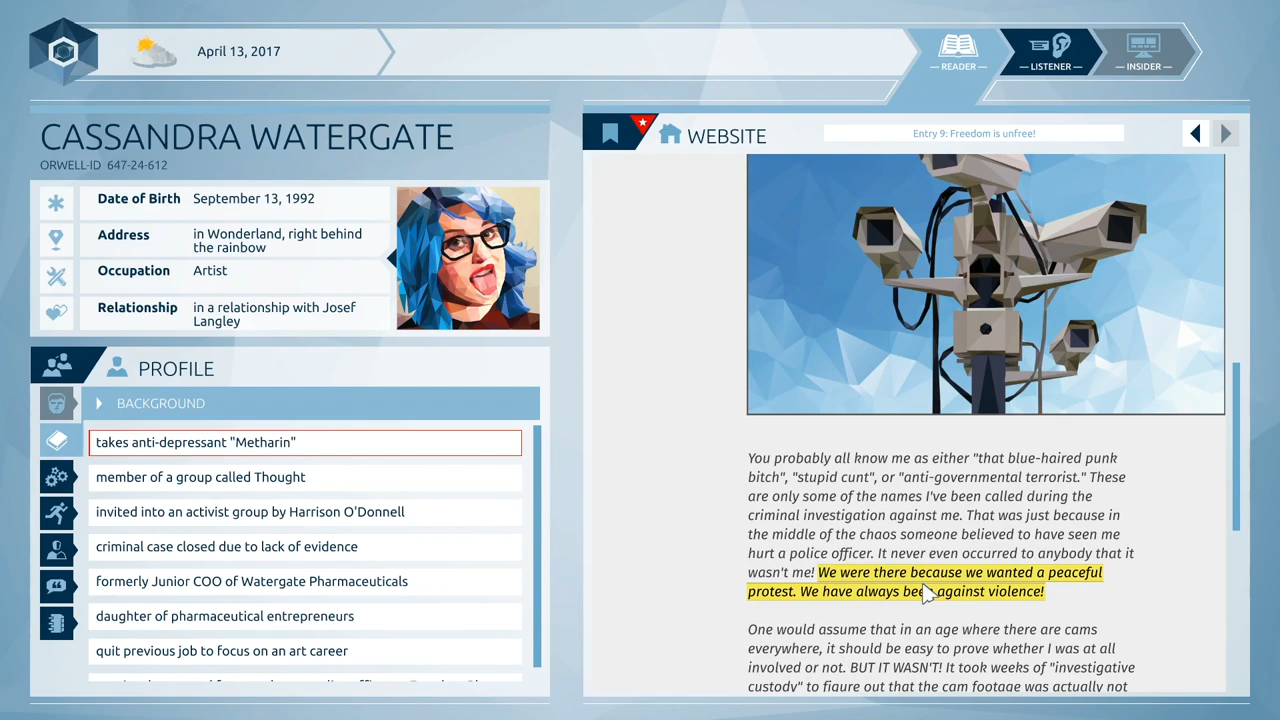 April 13, 2017
— READER —
— LISTENER —
— INSIDER —
CASSANDRA WATERGATE
ORWELL-ID 647-24-612
Date of Birth September 13, 1992
Address in Wonderland, right behind
the rainbow
Occupation Artist
Relationship in a relationship with Josef
Langley
PROFILE
BACKGROUND
takes anti-depressant "Metharin"
member of a group called Thought
invited into an activist group by Harrison O'Donnell
criminal case closed due to lack of evidence
formerly Junior COO of Watergate Pharmaceuticals
daughter of pharmaceutical entrepreneurs
quit previous job to focus on an art career
WEBSITE
Entry 9: Freedom is unfree!
You probably all know me as either "that blue-haired punk
bitch", "stupid cunt", or "anti-governmental terrorist." These
are only some of the names I've been called during the
criminal investigation against me. That was just because in
the middle of the chaos someone believed to have seen me
hurt a police officer. It never even occurred to anybody that it
wasn't me! We were there because we wanted a peaceful
protest. We have always been against violence!
One would assume that in an age where there are cams
everywhere, it should be easy to prove whether I was at all
involved or not. BUT IT WASN'T! It took weeks of "investigative
custody" to figure out that the cam footage was actually not